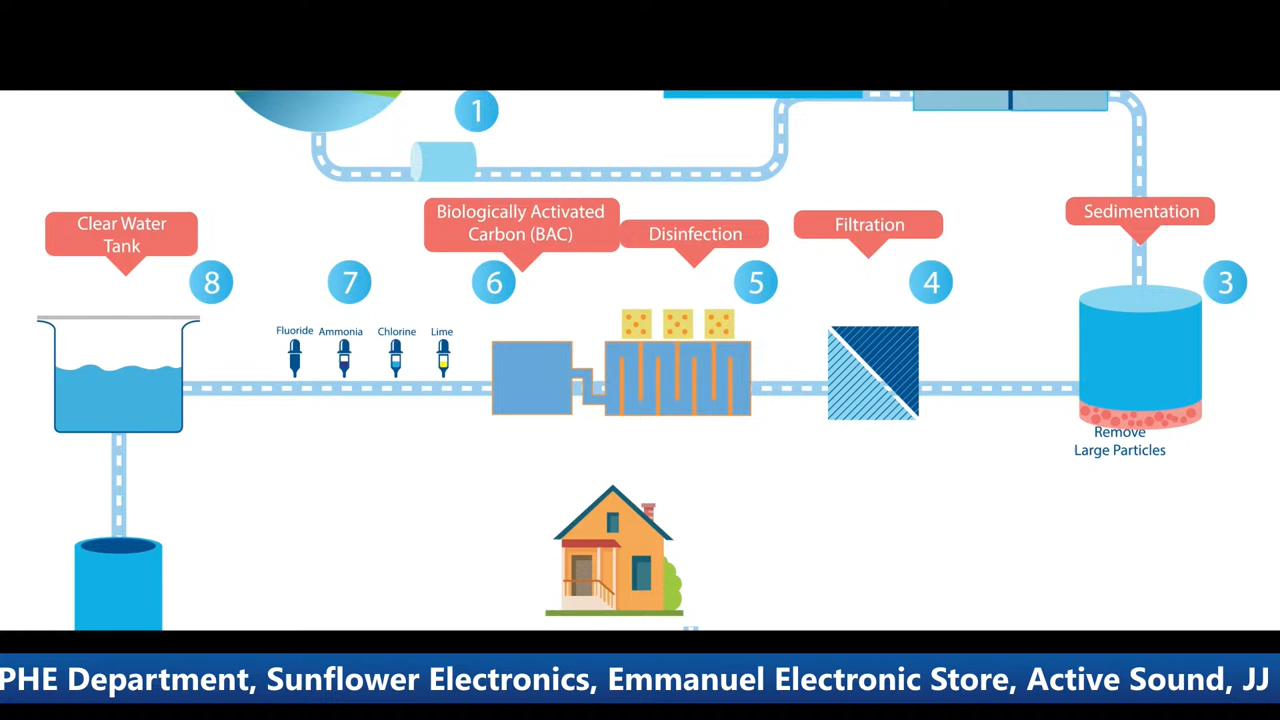 1
Clear Water
Tank
Biologically Activated
Carbon (BAC)
Disinfection
Filtration
Sedimentation
8
7
6
5
4
3
Fluoride
Ammonia
Chlorine
Lime
Remove
Large Particles
PHE Department, Sunflower Electronics, Emmanuel Electronic Store, Active Sound, JJ